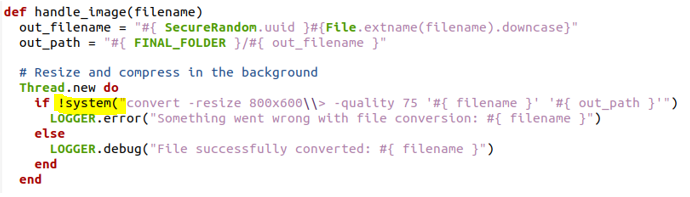 def handle_image(filename)
  out_filename = "#{ SecureRandom.uuid }#{File.extname(filename).downcase}"
  out_path = "#{ FINAL_FOLDER }/#{ out_filename }"
  # Resize and compress in the background
  Thread.new do
    if !system("convert -resize 800x600\\> -quality 75 '#{ filename }' '#{ out_path }'")
      LOGGER.error("Something went wrong with file conversion: #{ filename }")
    else
      LOGGER.debug("File successfully converted: #{ filename }")
    end
  end